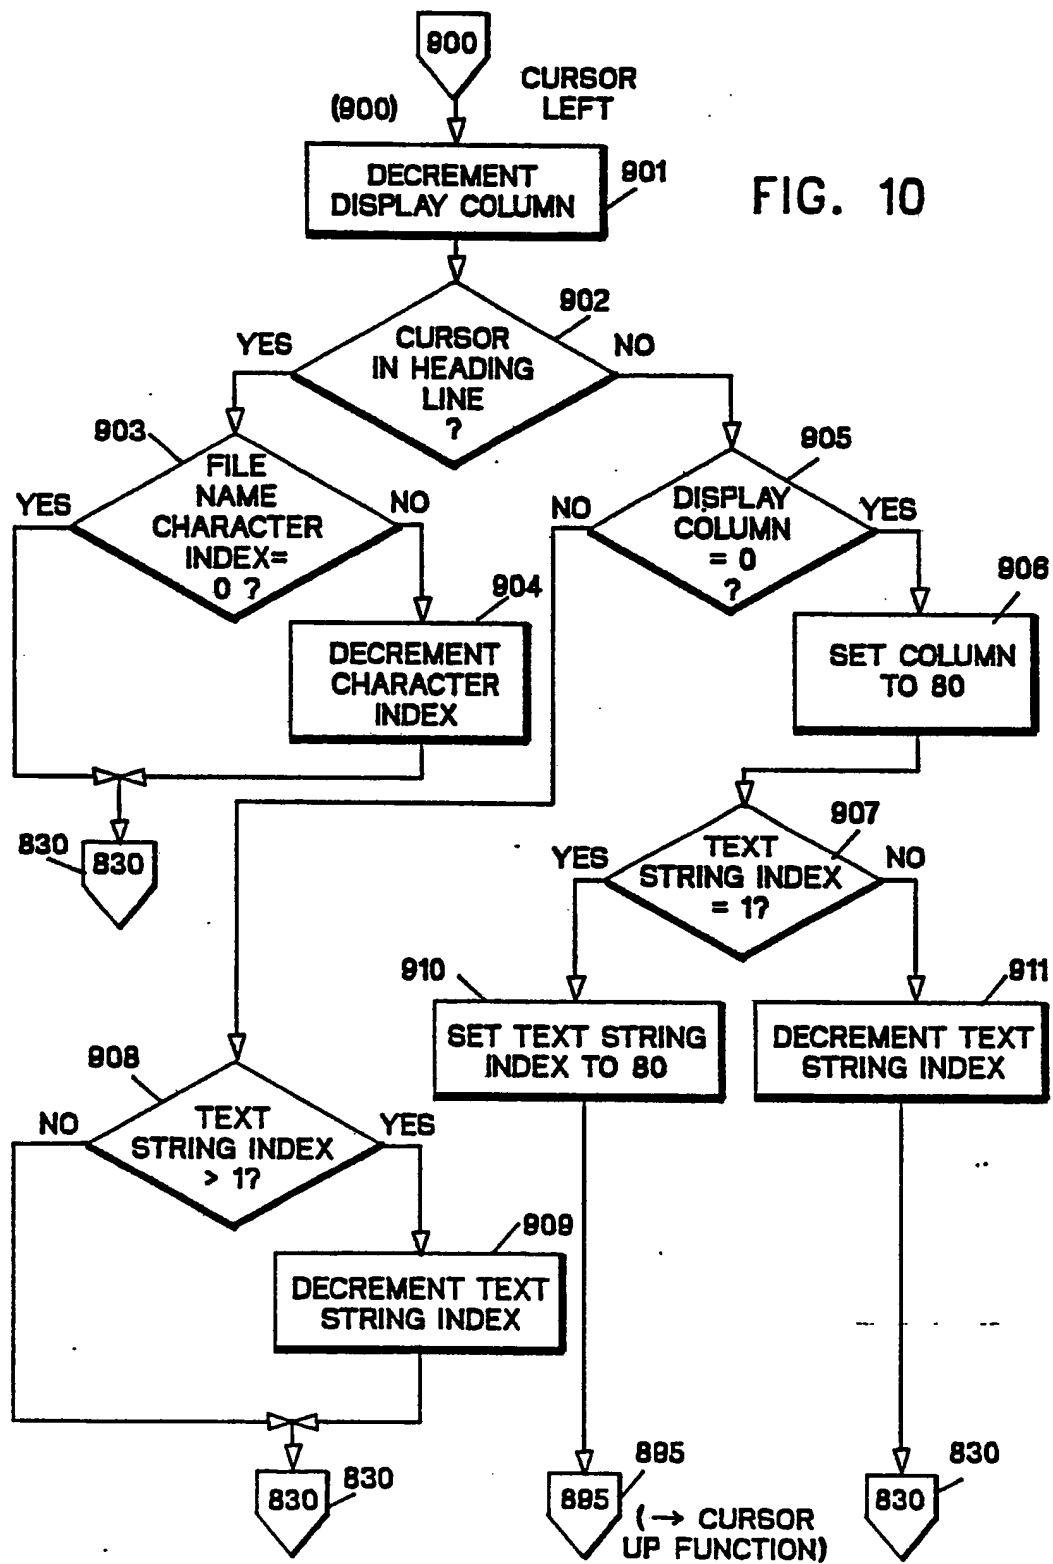 900
(900)
CURSOR
LEFT
DECREMENT
DISPLAY COLUMN
901
FIG. 10
902
CURSOR
IN HEADING
LINE
?
YES
NO
903
FILE
NAME
CHARACTER
INDEX=
0 ?
YES
NO
904
DECREMENT
CHARACTER
INDEX
905
DISPLAY
COLUMN
= 0
?
NO
YES
906
SET COLUMN
TO 80
830
830
907
TEXT
STRING INDEX
= 1?
YES
NO
910
SET TEXT STRING
INDEX TO 80
911
DECREMENT TEXT
STRING INDEX
908
TEXT
STRING INDEX
> 1?
NO
YES
909
DECREMENT TEXT
STRING INDEX
830
830
895
895
(→ CURSOR
UP FUNCTION)
830
830